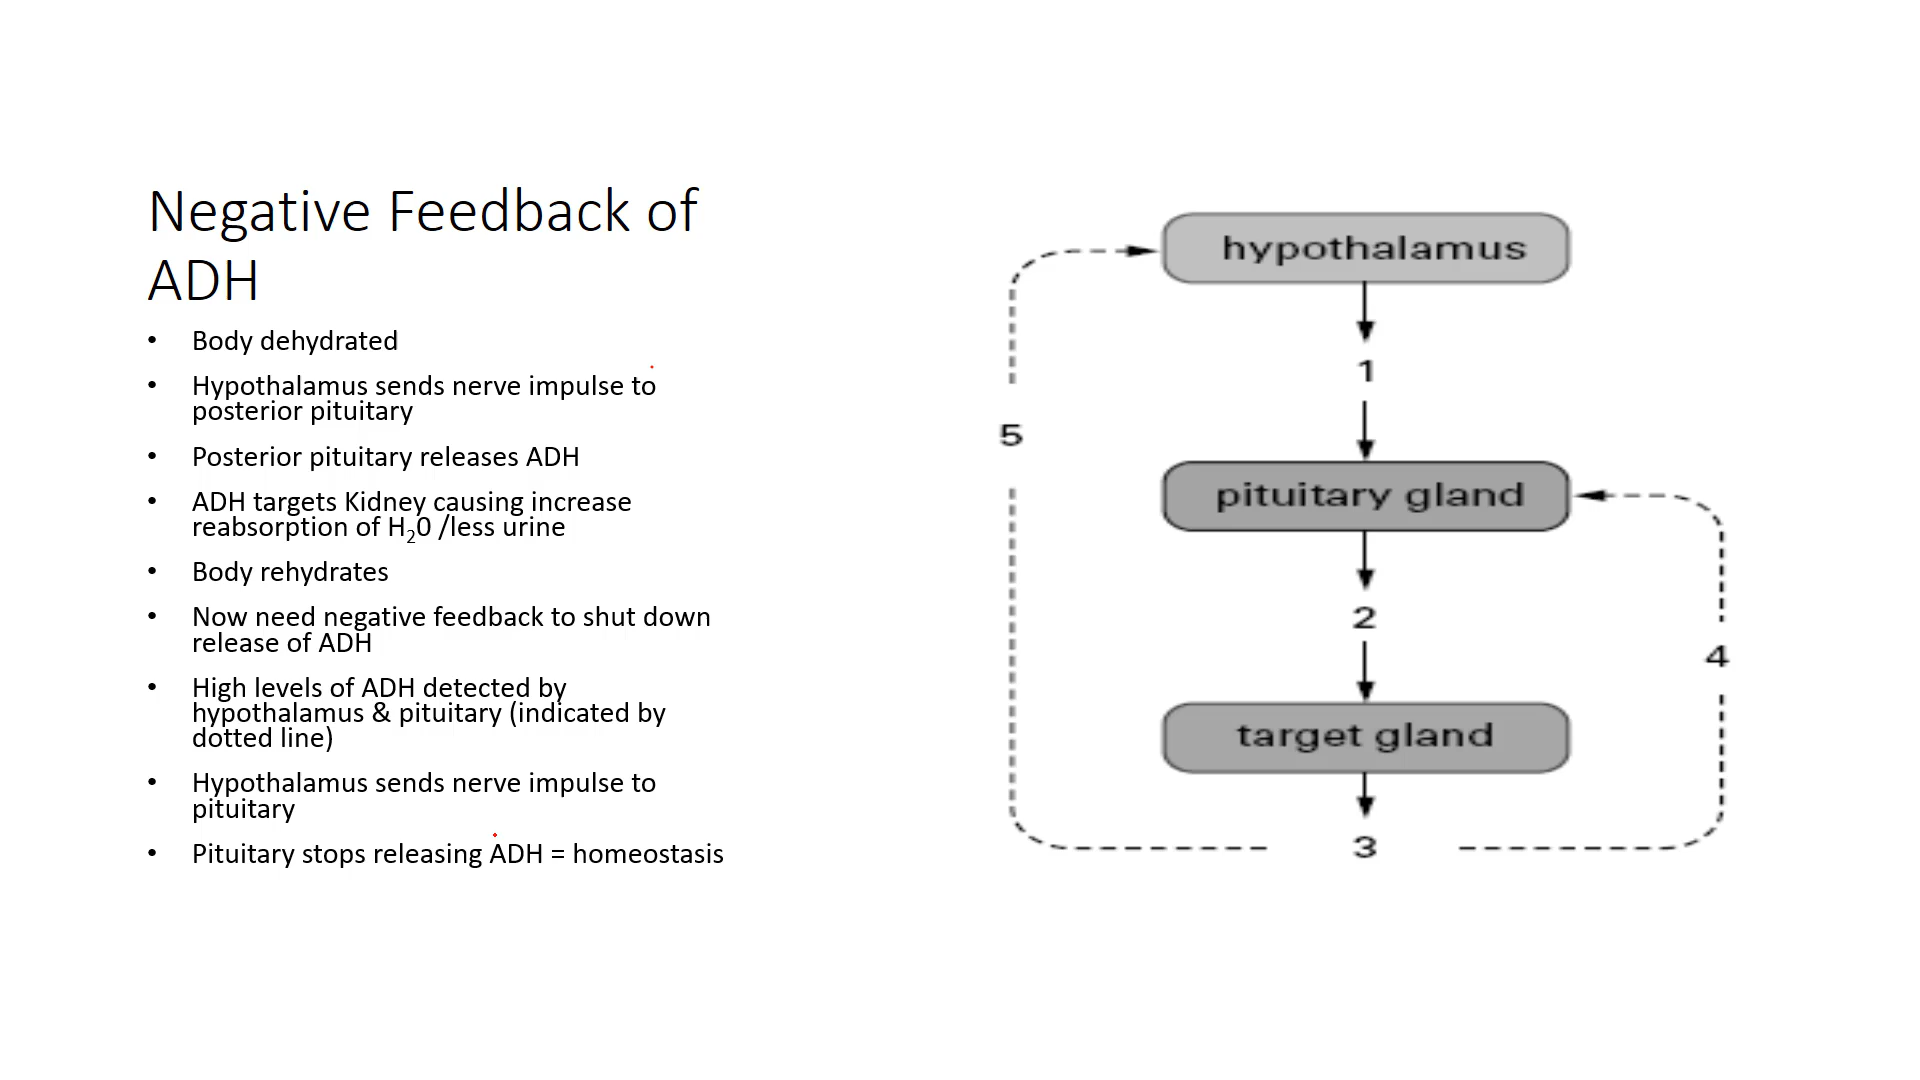 Negative Feedback of
ADH
• Body dehydrated
• Hypothalamus sends nerve impulse to
posterior pituitary
• Posterior pituitary releases ADH
• ADH targets Kidney causing increase
reabsorption of H₂0 /less urine
• Body rehydrates
• Now need negative feedback to shut down
release of ADH
• High levels of ADH detected by
hypothalamus & pituitary (indicated by
dotted line)
• Hypothalamus sends nerve impulse to
pituitary
• Pituitary stops releasing ADH = homeostasis
hypothalamus
1
5
pituitary gland
2
4
target gland
3